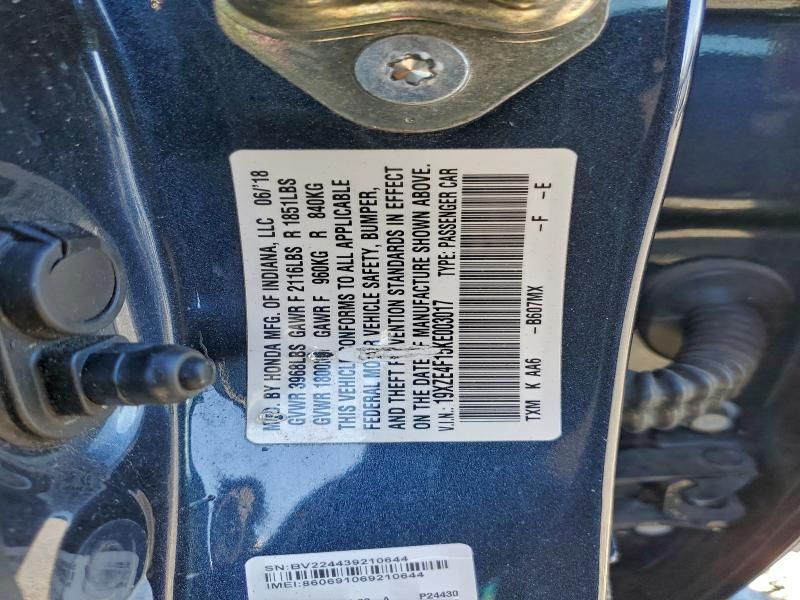 MFD. BY HONDA MFG. OF INDIANA, LLC 06/'18
GVWR 3968LBS GAWR F 2116LBS R 1851LBS
GVWR 1800KG GAWR F 960KG R 840KG
THIS VEHICLE CONFORMS TO ALL APPLICABLE
FEDERAL MOTOR VEHICLE SAFETY, BUMPER,
AND THEFT PREVENTION STANDARDS IN EFFECT
ON THE DATE OF MANUFACTURE SHOWN ABOVE.
V.I.N.: 19XZE4F15KE003017 TYPE: PASSENGER CAR
TXM K AA6 -B607MX -F -E
SN:BV224439210644
IMEI:860691069210644
A P24430